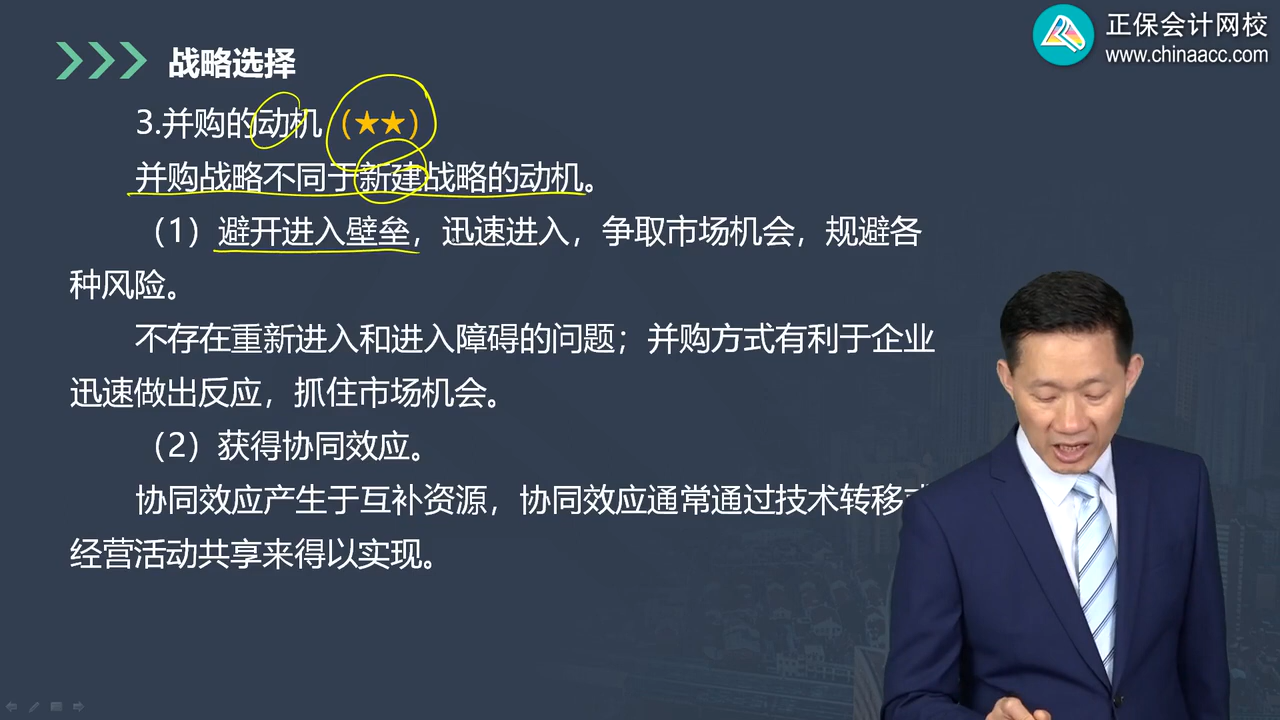 正保会计网校
www.chinaacc.com
战略选择
3.并购的动机（★★）
并购战略不同于新建战略的动机。
（1）避开进入壁垒，迅速进入，争取市场机会，规避各
种风险。
不存在重新进入和进入障碍的问题；并购方式有利于企业
迅速做出反应，抓住市场机会。
（2）获得协同效应。
协同效应产生于互补资源，协同效应通常通过技术转移
经营活动共享来得以实现。